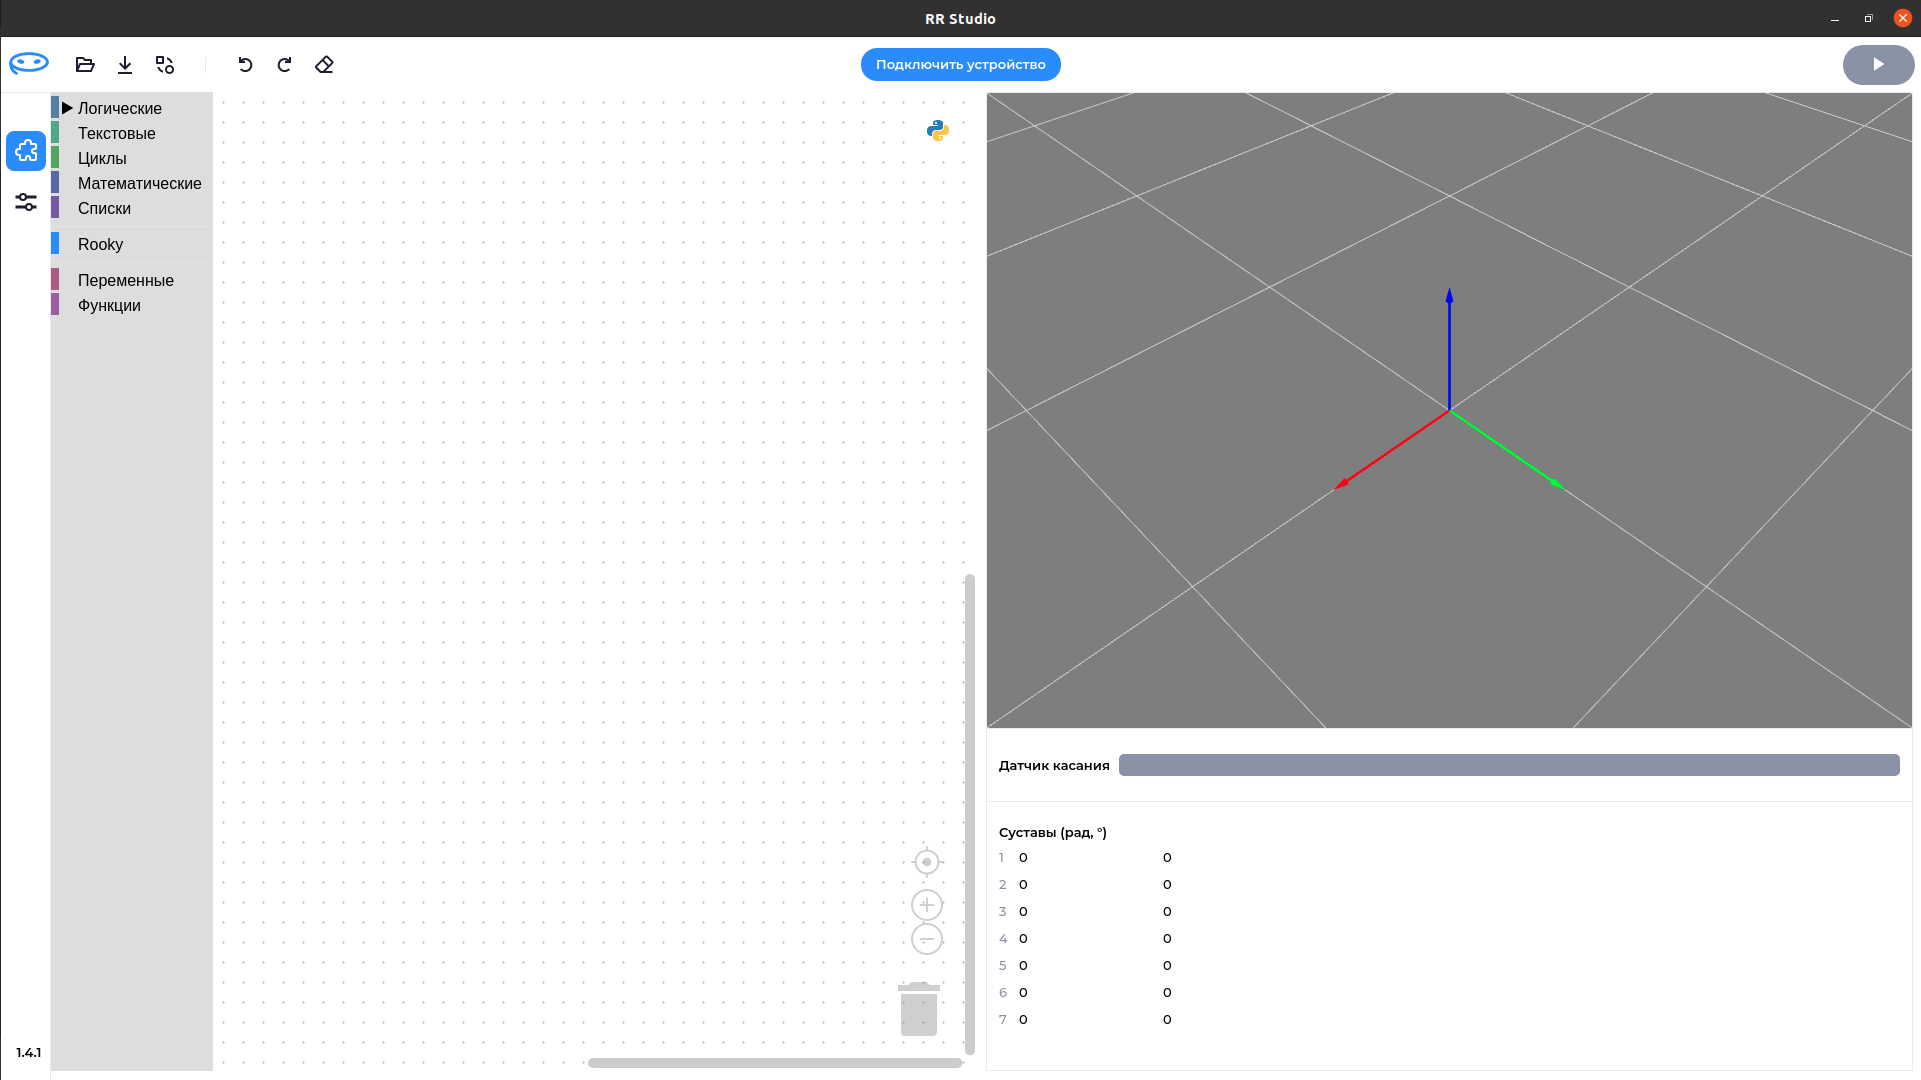 RR Studio
Подключить устройство
Логические
Текстовые
Циклы
Математические
Списки
Rooky
Переменные
Функции
Датчик касания
Суставы (рад, °)
1 0 0
2 0 0
3 0 0
4 0 0
5 0 0
6 0 0
7 0 0
1.4.1